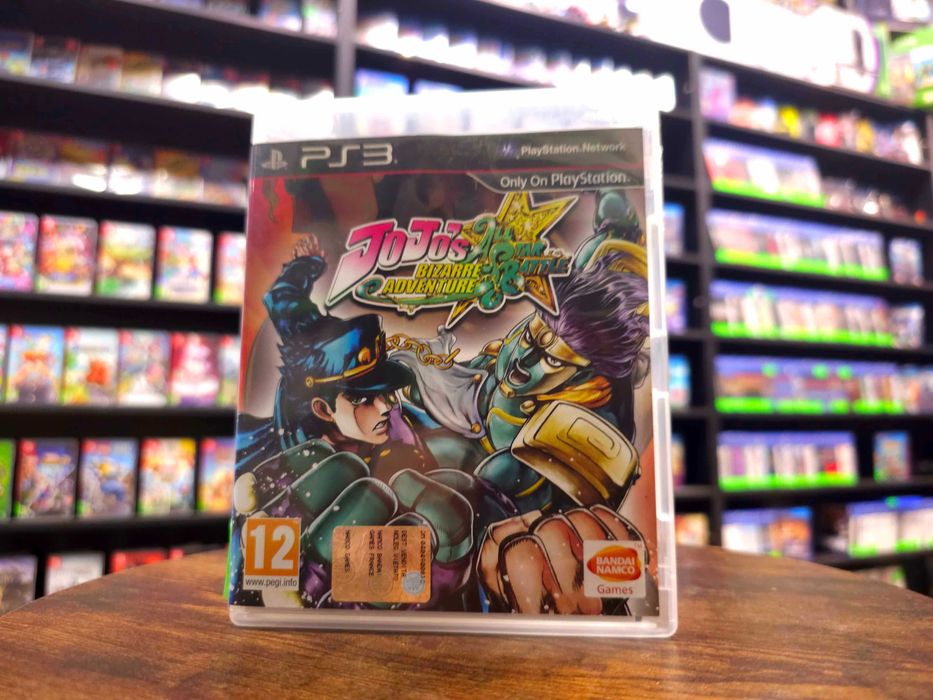 PS3
PlayStation®Network
Only On PlayStation®
JoJo's
BIZARRE
ADVENTURE
ALL
STAR
BATTLE
12
www.pegi.info
BANDAI
NAMCO
Games